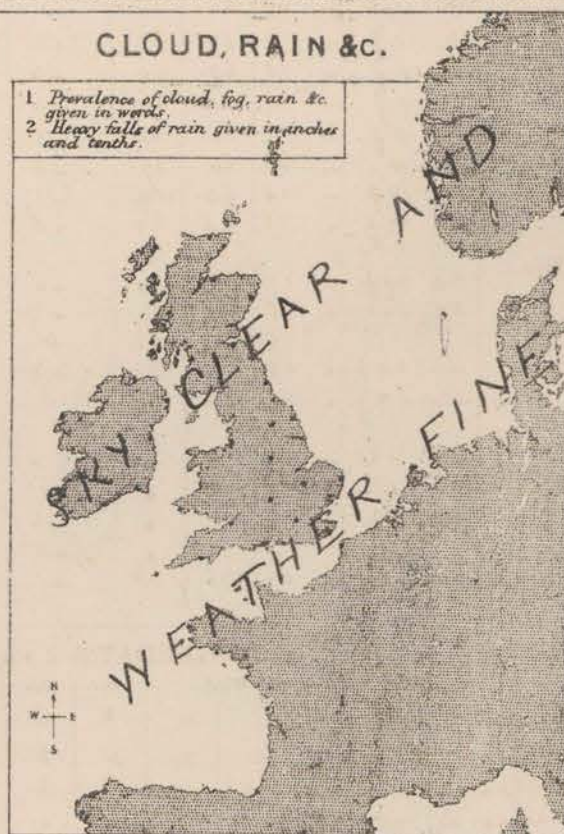 CLOUD, RAIN &c.
1 Prevalence of cloud, fog, rain &c.
given in words.
2 Heavy falls of rain given in inches
and tenths.
SKY CLEAR AND
WEATHER FINE
N
W E
S